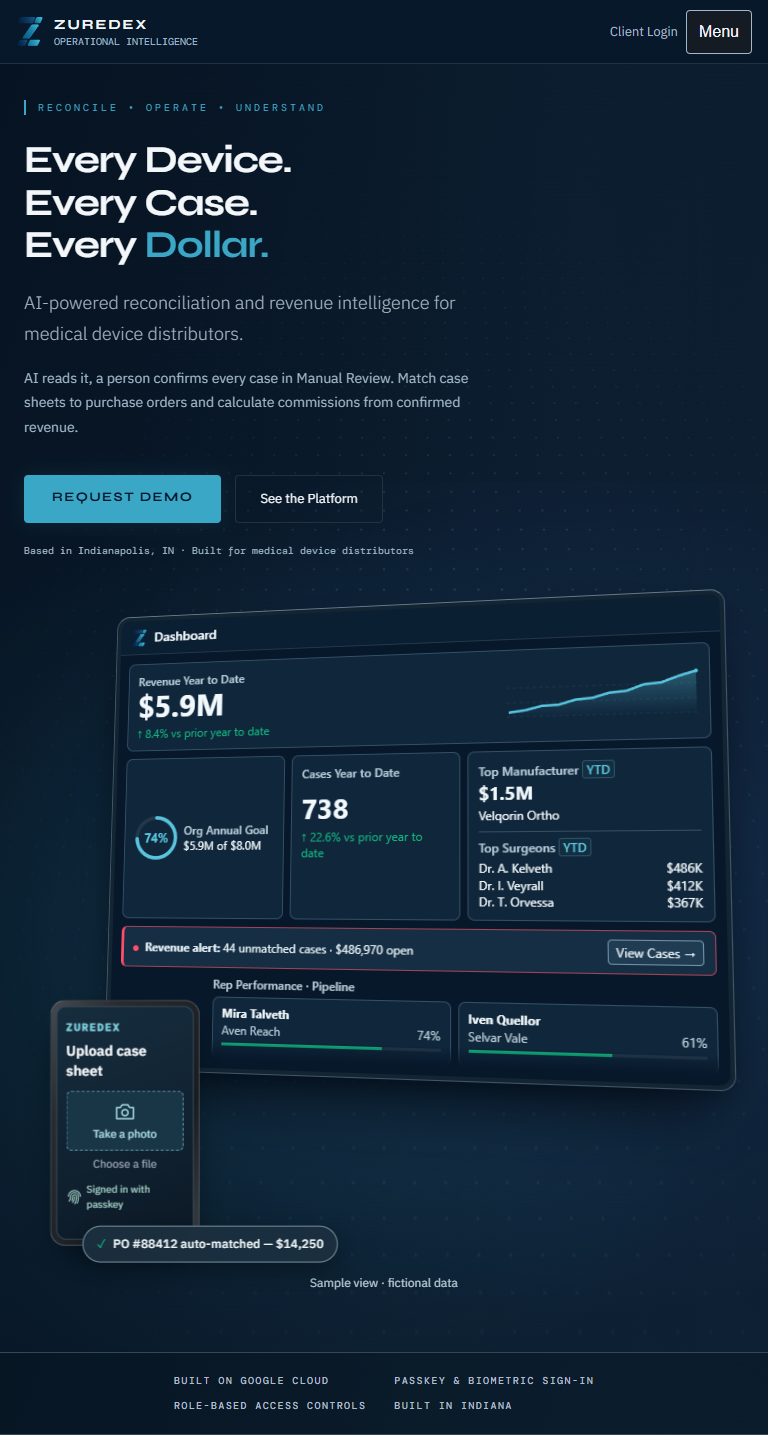 ZUREDEX
OPERATIONAL INTELLIGENCE
Client Login
Menu
RECONCILE • OPERATE • UNDERSTAND
Every Device.
Every Case.
Every Dollar.
AI-powered reconciliation and revenue intelligence for
medical device distributors.
AI reads it, a person confirms every case in Manual Review. Match case
sheets to purchase orders and calculate commissions from confirmed
revenue.
REQUEST DEMO
See the Platform
Based in Indianapolis, IN · Built for medical device distributors
Dashboard
Revenue Year to Date
$5.9M
↑ 8.4% vs prior year to date
74%
Org Annual Goal
$5.9M of $8.0M
Cases Year to Date
738
↑ 22.6% vs prior year to
date
Top Manufacturer YTD
$1.5M
Velqorin Ortho
Top Surgeons YTD
Dr. A. Kelveth $486K
Dr. I. Veyrall $412K
Dr. T. Orvessa $367K
Revenue alert: 44 unmatched cases · $486,970 open
View Cases →
Rep Performance · Pipeline
Mira Talveth
Aven Reach 74%
Iven Quellor
Selvar Vale 61%
ZUREDEX
Upload case
sheet
Take a photo
Choose a file
Signed in with
passkey
✓ PO #88412 auto-matched — $14,250
Sample view · fictional data
BUILT ON GOOGLE CLOUD
PASSKEY & BIOMETRIC SIGN-IN
ROLE-BASED ACCESS CONTROLS
BUILT IN INDIANA